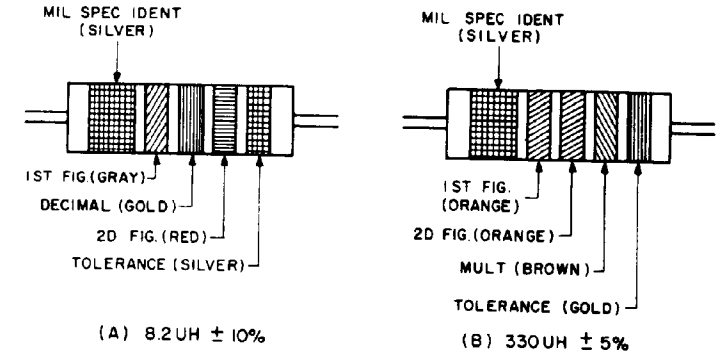 MIL SPEC IDENT
(SILVER)
1ST FIG.(GRAY)
DECIMAL (GOLD)
2D FIG.(RED)
TOLERANCE (SILVER)
(A) 8.2UH ± 10%
MIL SPEC IDENT
(SILVER)
1ST FIG.
(ORANGE)
2D FIG.(ORANGE)
MULT (BROWN)
TOLERANCE (GOLD)
(B) 330UH ± 5%